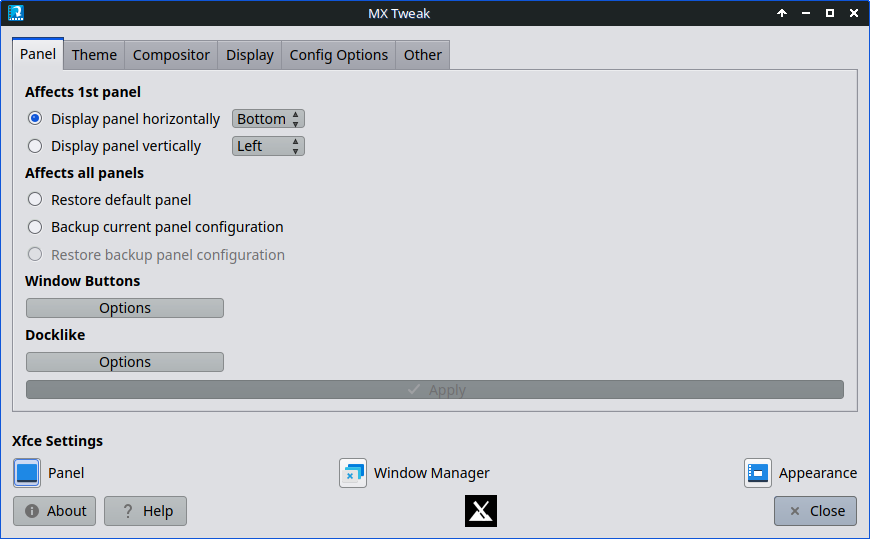 MX Tweak
Panel Theme Compositor Display Config Options Other
Affects 1st panel
Display panel horizontally Bottom
Display panel vertically Left
Affects all panels
Restore default panel
Backup current panel configuration
Restore backup panel configuration
Window Buttons
Options
Docklike
Options
Apply
Xfce Settings
Panel Window Manager Appearance
About ? Help Close